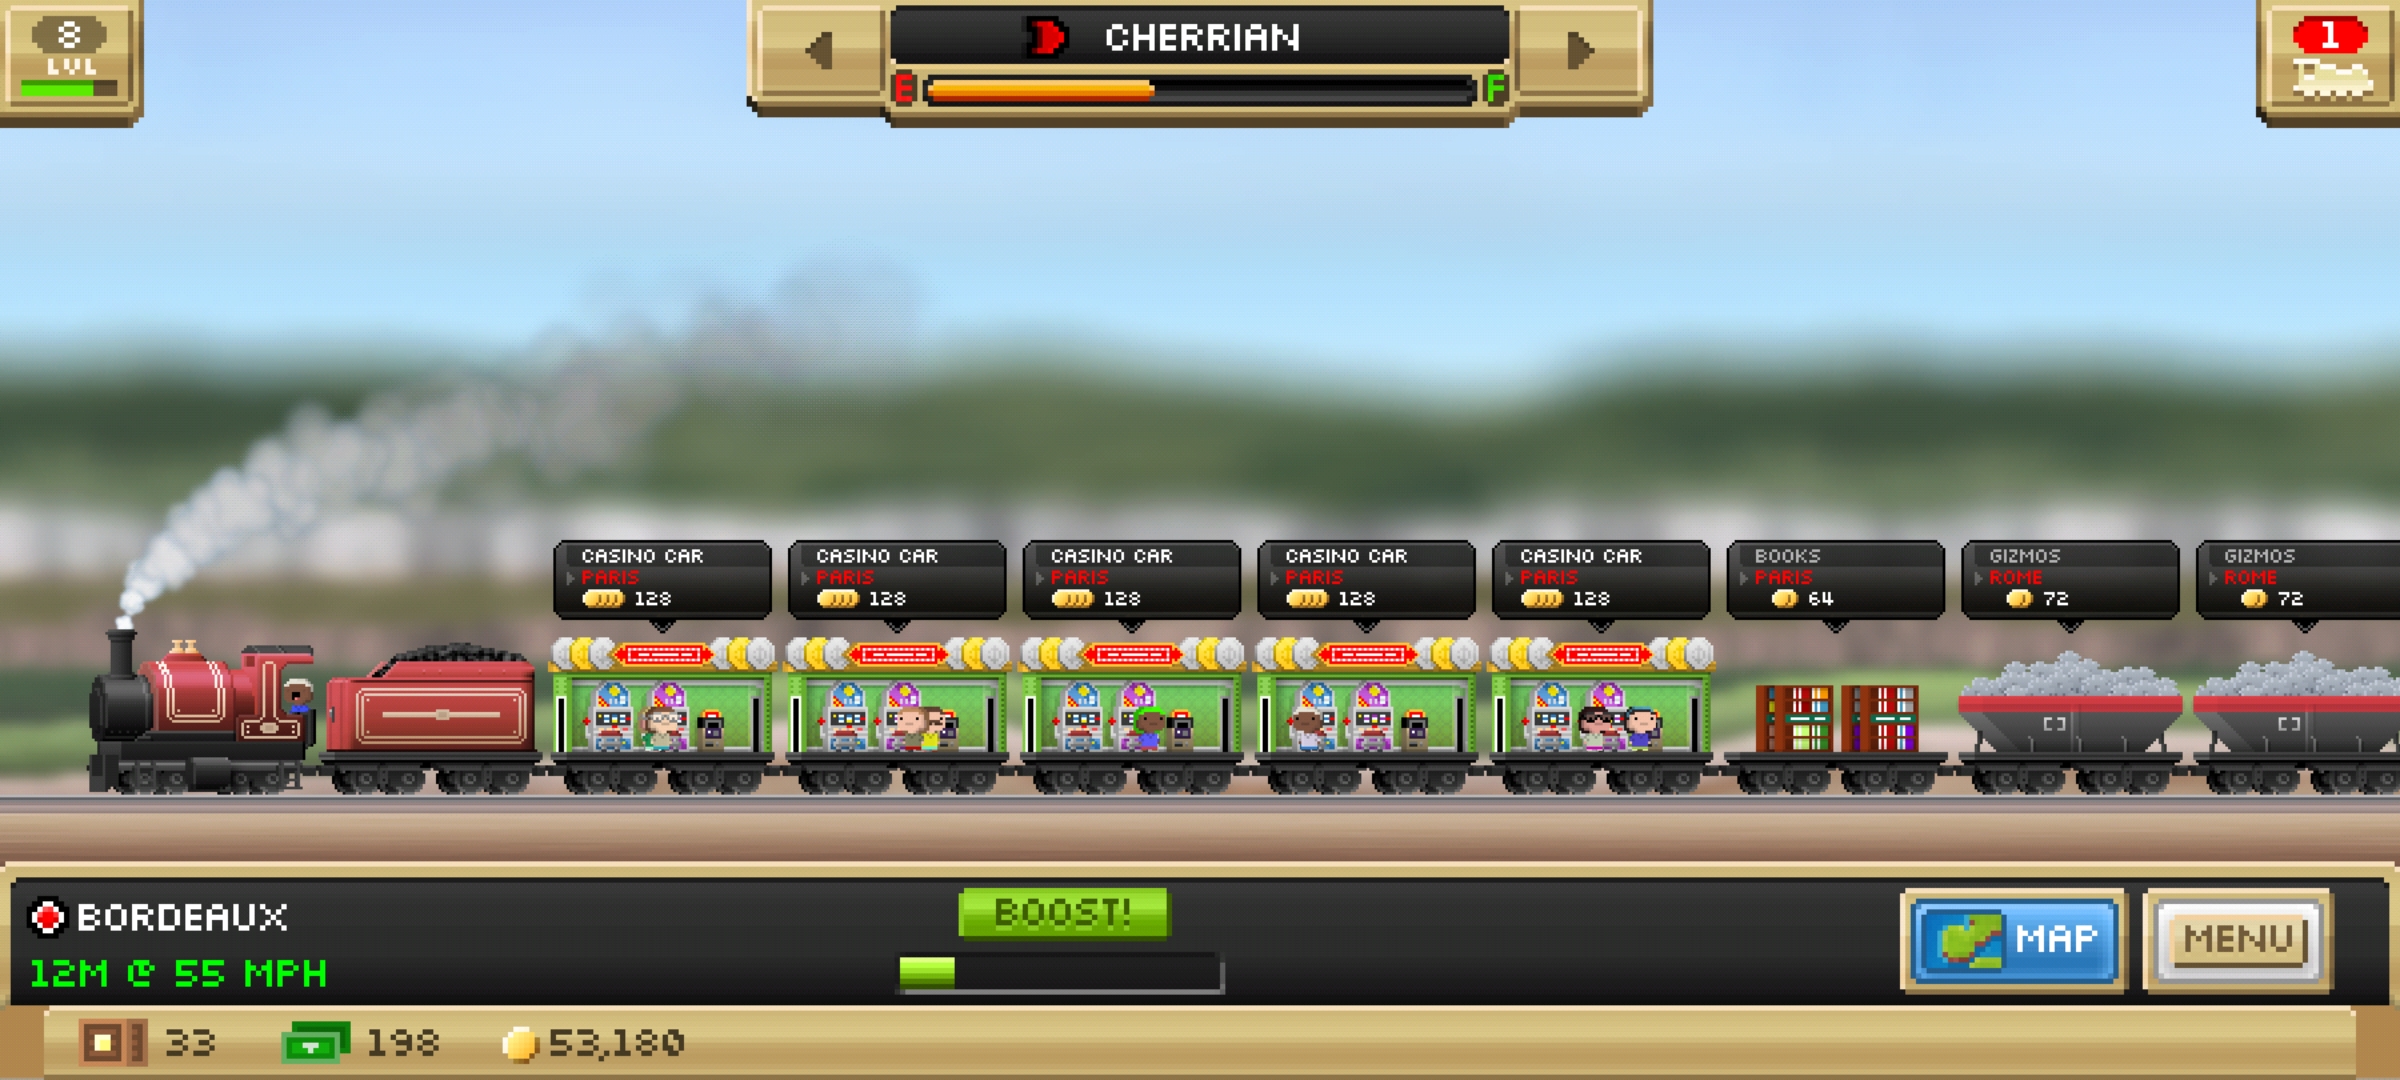 8
LVL
CHERRIAN
E F
1
CASINO CAR
PARIS
128
CASINO CAR
PARIS
128
CASINO CAR
PARIS
128
CASINO CAR
PARIS
128
CASINO CAR
PARIS
128
BOOKS
PARIS
64
GIZMOS
ROME
72
GIZMOS
ROME
72
BORDEAUX
12M @ 55 MPH
BOOST!
MAP
MENU
33
198
53,180